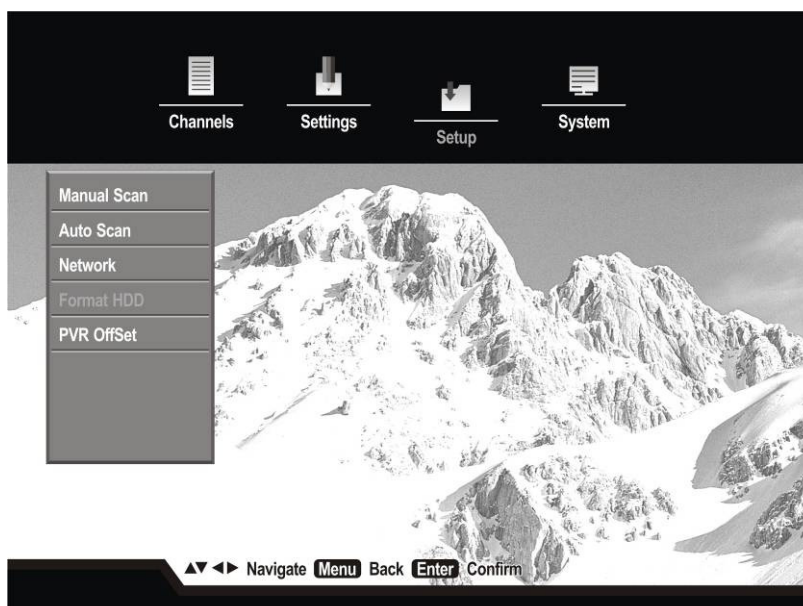 Channels Settings Setup System
Manual Scan
Auto Scan
Network
Format HDD
PVR OffSet
Navigate Menu Back Enter Confirm